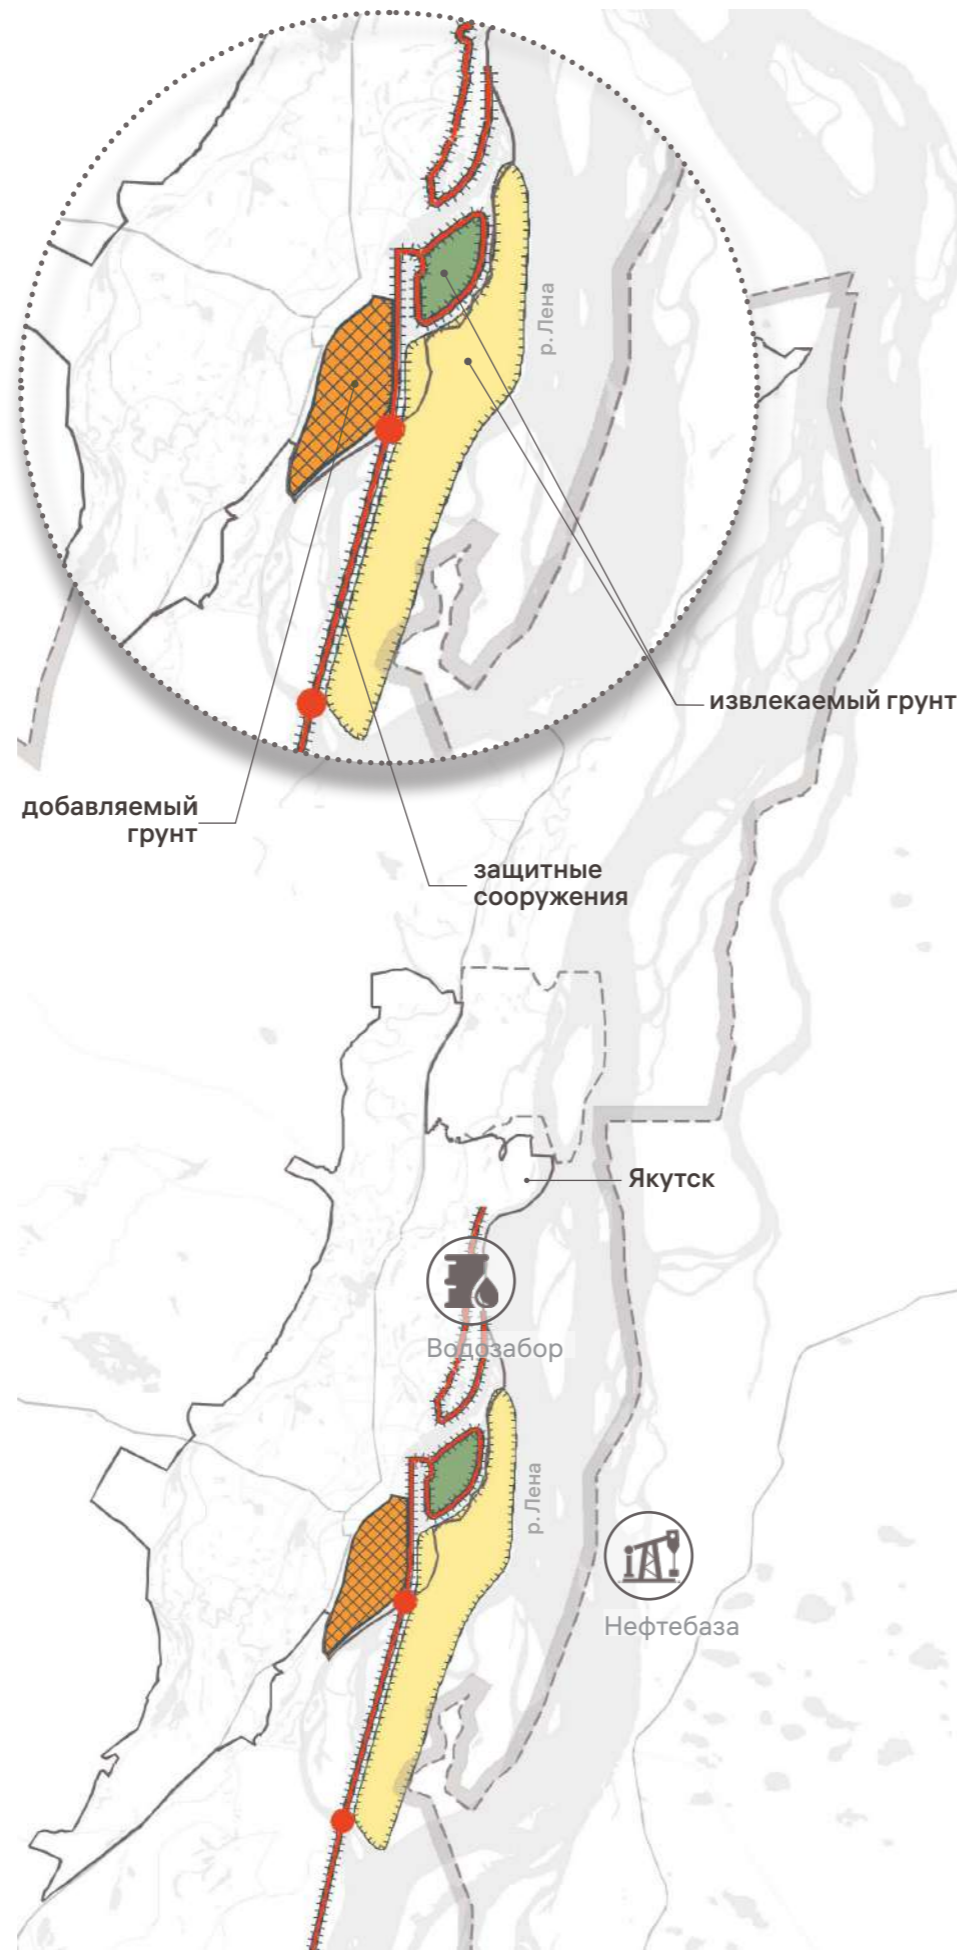 р. Лена
извлекаемый грунт
добавляемый
грунт
защитные
сооружения
Якутск
Водозабор
р. Лена
Нефтебаза